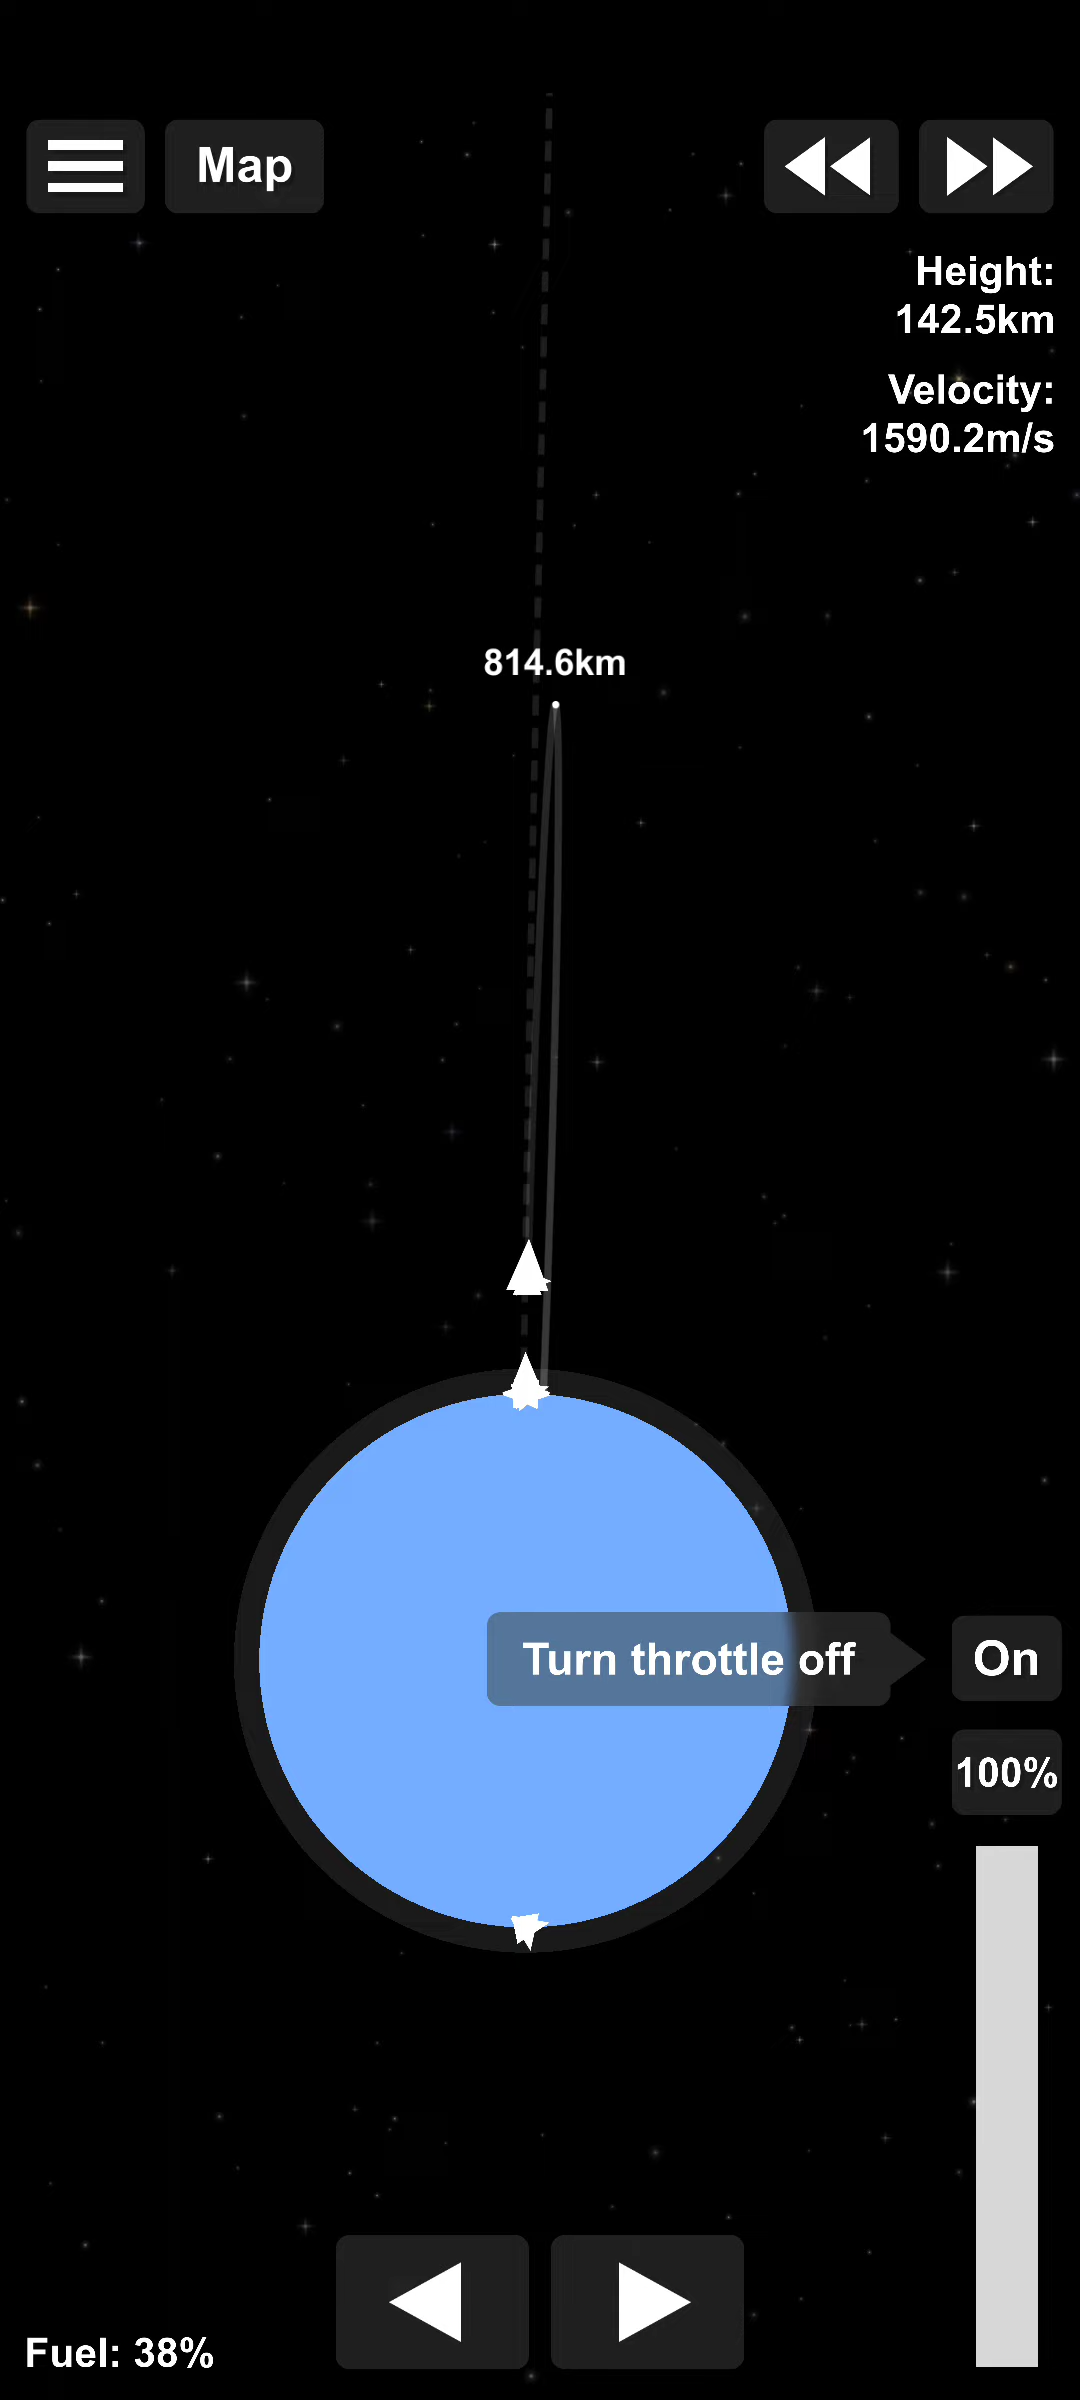 Map
Height:
142.5km
Velocity:
1590.2m/s
814.6km
Turn throttle off
On
100%
Fuel: 38%